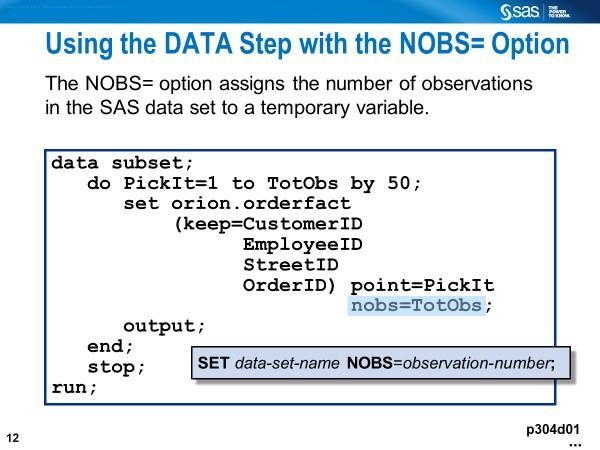 sas THE
POWER
TO KNOW.
Using the DATA Step with the NOBS= Option
The NOBS= option assigns the number of observations
in the SAS data set to a temporary variable.
data subset;
do PickIt=1 to TotObs by 50;
set orion.orderfact
(keep=CustomerID
EmployeeID
StreetID
OrderID) point=PickIt
nobs=TotObs;
output;
end;
stop;
run;
SET data-set-name NOBS=observation-number;
12
p304d01
...